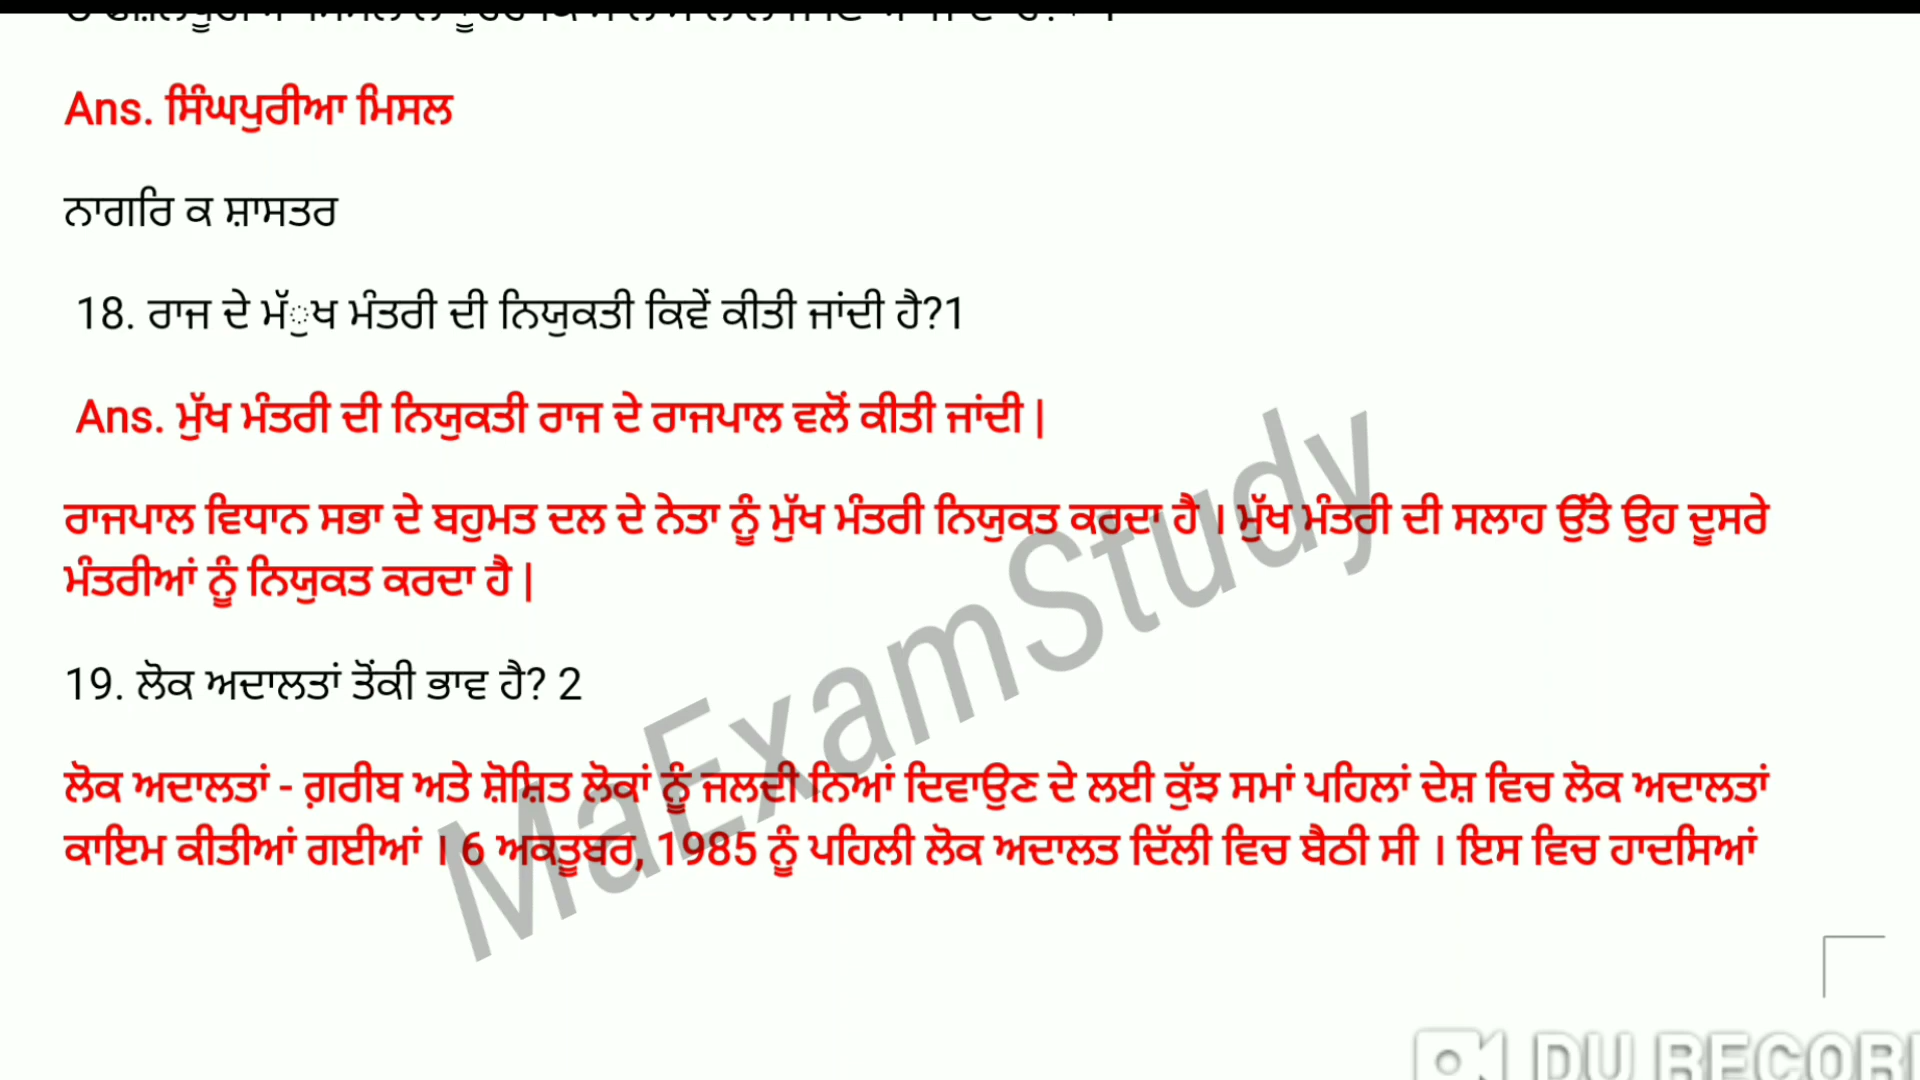 Ans. ਸਿੰਘਪੁਰੀਆ ਮਿਸਲ
ਨਾਗਰਿ ਕ ਸ਼ਾਸਤਰ
18. ਰਾਜ ਦੇ ਮੱੁਖ ਮੰਤਰੀ ਦੀ ਨਿਯੁਕਤੀ ਕਿਵੇਂ ਕੀਤੀ ਜਾਂਦੀ ਹੈ?1
Ans. ਮੁੱਖ ਮੰਤਰੀ ਦੀ ਨਿਯੁਕਤੀ ਰਾਜ ਦੇ ਰਾਜਪਾਲ ਵਲੋਂ ਕੀਤੀ ਜਾਂਦੀ |
ਰਾਜਪਾਲ ਵਿਧਾਨ ਸਭਾ ਦੇ ਬਹੁਮਤ ਦਲ ਦੇ ਨੇਤਾ ਨੂੰ ਮੁੱਖ ਮੰਤਰੀ ਨਿਯੁਕਤ ਕਰਦਾ ਹੈ । ਮੁੱਖ ਮੰਤਰੀ ਦੀ ਸਲਾਹ ਉੱਤੇ ਉਹ ਦੂਸਰੇ
ਮੰਤਰੀਆਂ ਨੂੰ ਨਿਯੁਕਤ ਕਰਦਾ ਹੈ |
19. ਲੋਕ ਅਦਾਲਤਾਂ ਤੋਂਕੀ ਭਾਵ ਹੈ? 2
ਲੋਕ ਅਦਾਲਤਾਂ - ਗ਼ਰੀਬ ਅਤੇ ਸ਼ੋਸ਼ਿਤ ਲੋਕਾਂ ਨੂੰ ਜਲਦੀ ਨਿਆਂ ਦਿਵਾਉਣ ਦੇ ਲਈ ਕੁੱਝ ਸਮਾਂ ਪਹਿਲਾਂ ਦੇਸ਼ ਵਿਚ ਲੋਕ ਅਦਾਲਤਾਂ
ਕਾਇਮ ਕੀਤੀਆਂ ਗਈਆਂ । 6 ਅਕਤੂਬਰ, 1985 ਨੂੰ ਪਹਿਲੀ ਲੋਕ ਅਦਾਲਤ ਦਿੱਲੀ ਵਿਚ ਬੈਠੀ ਸੀ । ਇਸ ਵਿਚ ਹਾਦਸਿਆਂ
MaExamStudy
DU RECOR